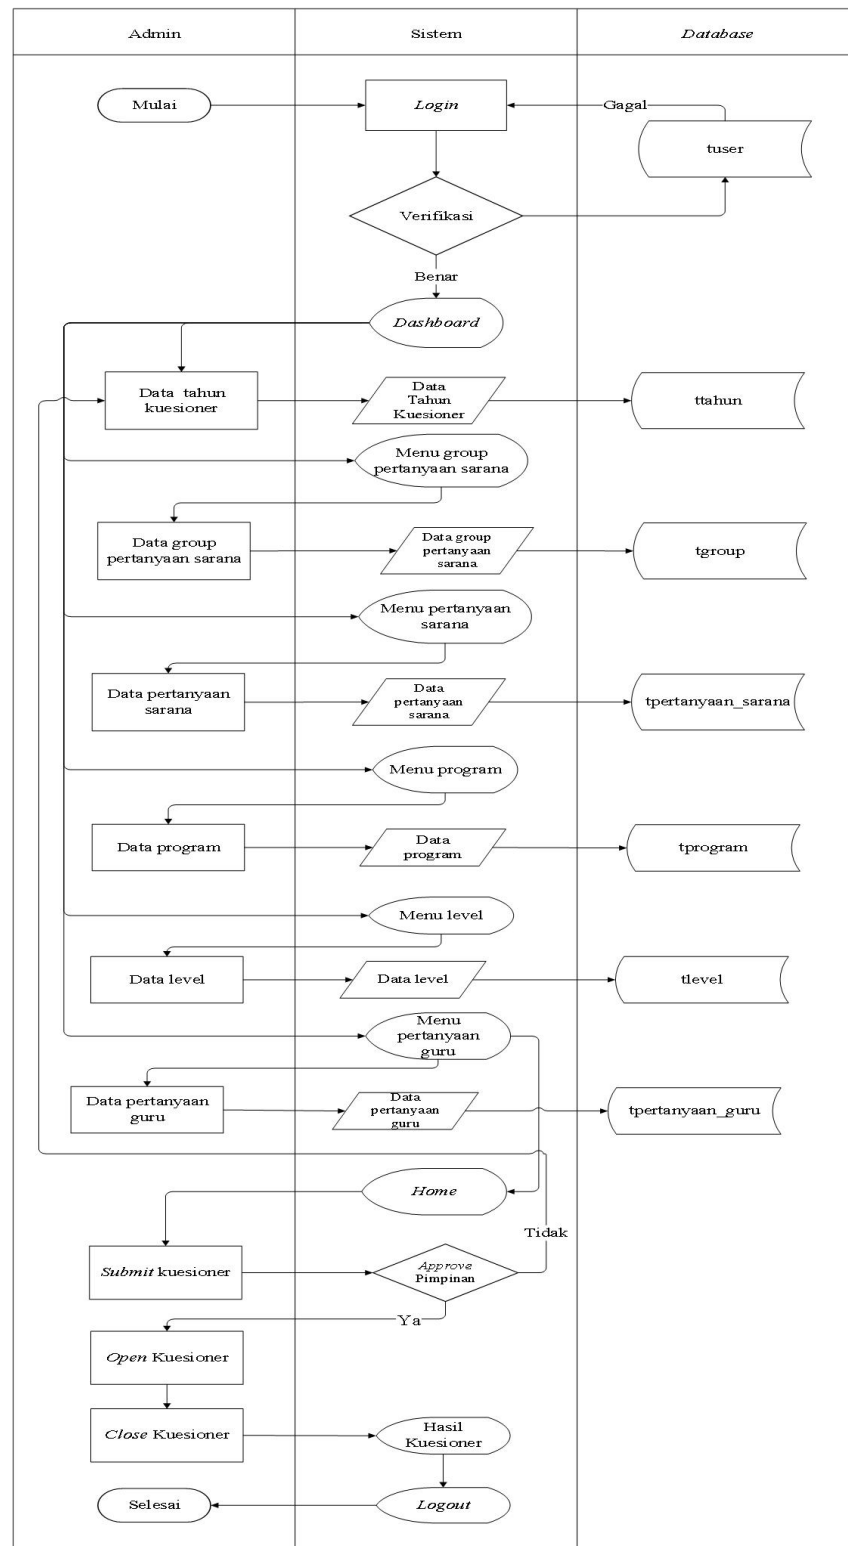 Admin
Sistem
Database
Mulai
Login
Gagal
tuser
Verifikasi
Benar
Dashboard
Data tahun
kuesioner
Data
Tahun
Kuesioner
ttahun
Menu group
pertanyaan sarana
Data group
pertanyaan sarana
Data group
pertanyaan
sarana
tgroup
Menu pertanyaan
sarana
Data pertanyaan
sarana
Data
pertanyaan
sarana
tpertanyaan_sarana
Menu program
Data program
Data
program
tprogram
Menu level
Data level
Data level
tlevel
Menu
pertanyaan
guru
Data pertanyaan
guru
Data
pertanyaan
guru
tpertanyaan_guru
Home
Tidak
Submit kuesioner
Approve
Pimpinan
Ya
Open Kuesioner
Close Kuesioner
Hasil
Kuesioner
Selesai
Logout